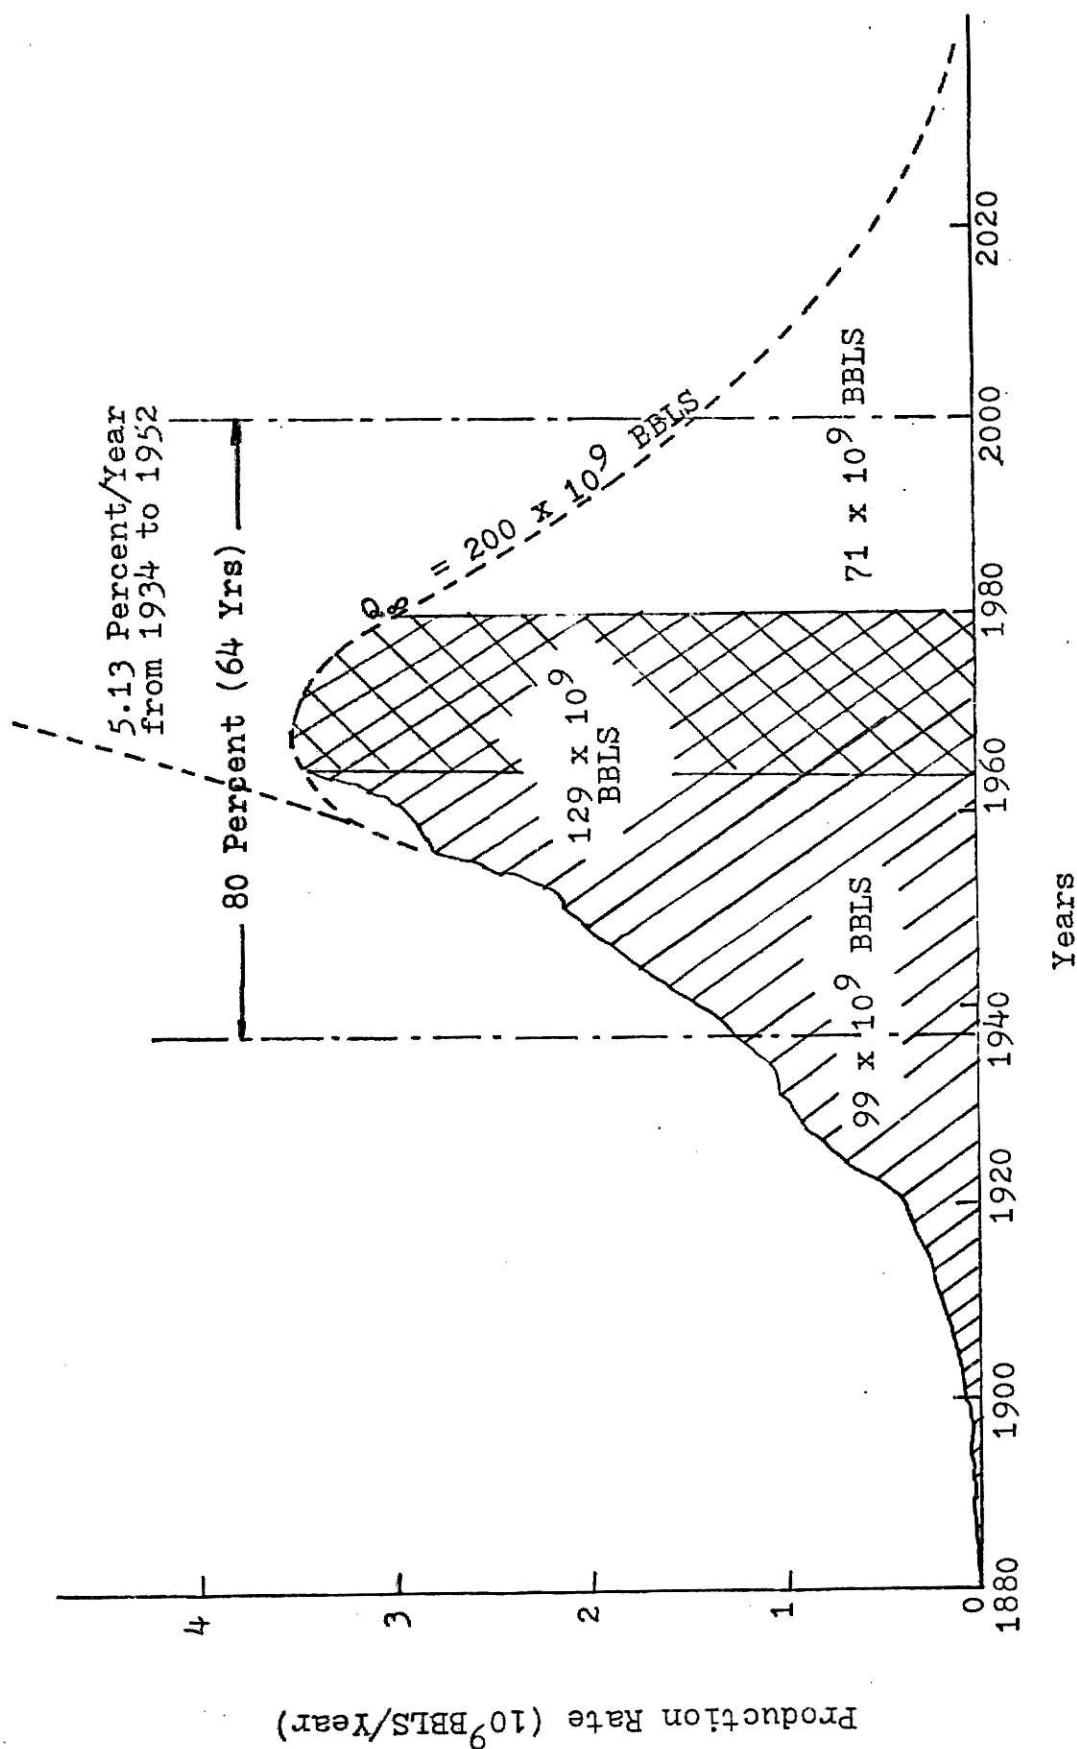 5.13 Percent/Year
from 1934 to 1952
80 Percent (64 Yrs)
Q∞ = 200 x 10⁹ BBLS
129 x 10⁹
BBLS
99 x 10⁹ BBLS
71 x 10⁹ BBLS
Production Rate (10⁹BBLS/Year)
4
3
2
1
0
1880
1900
1920
1940
1960
1980
2000
2020
Years